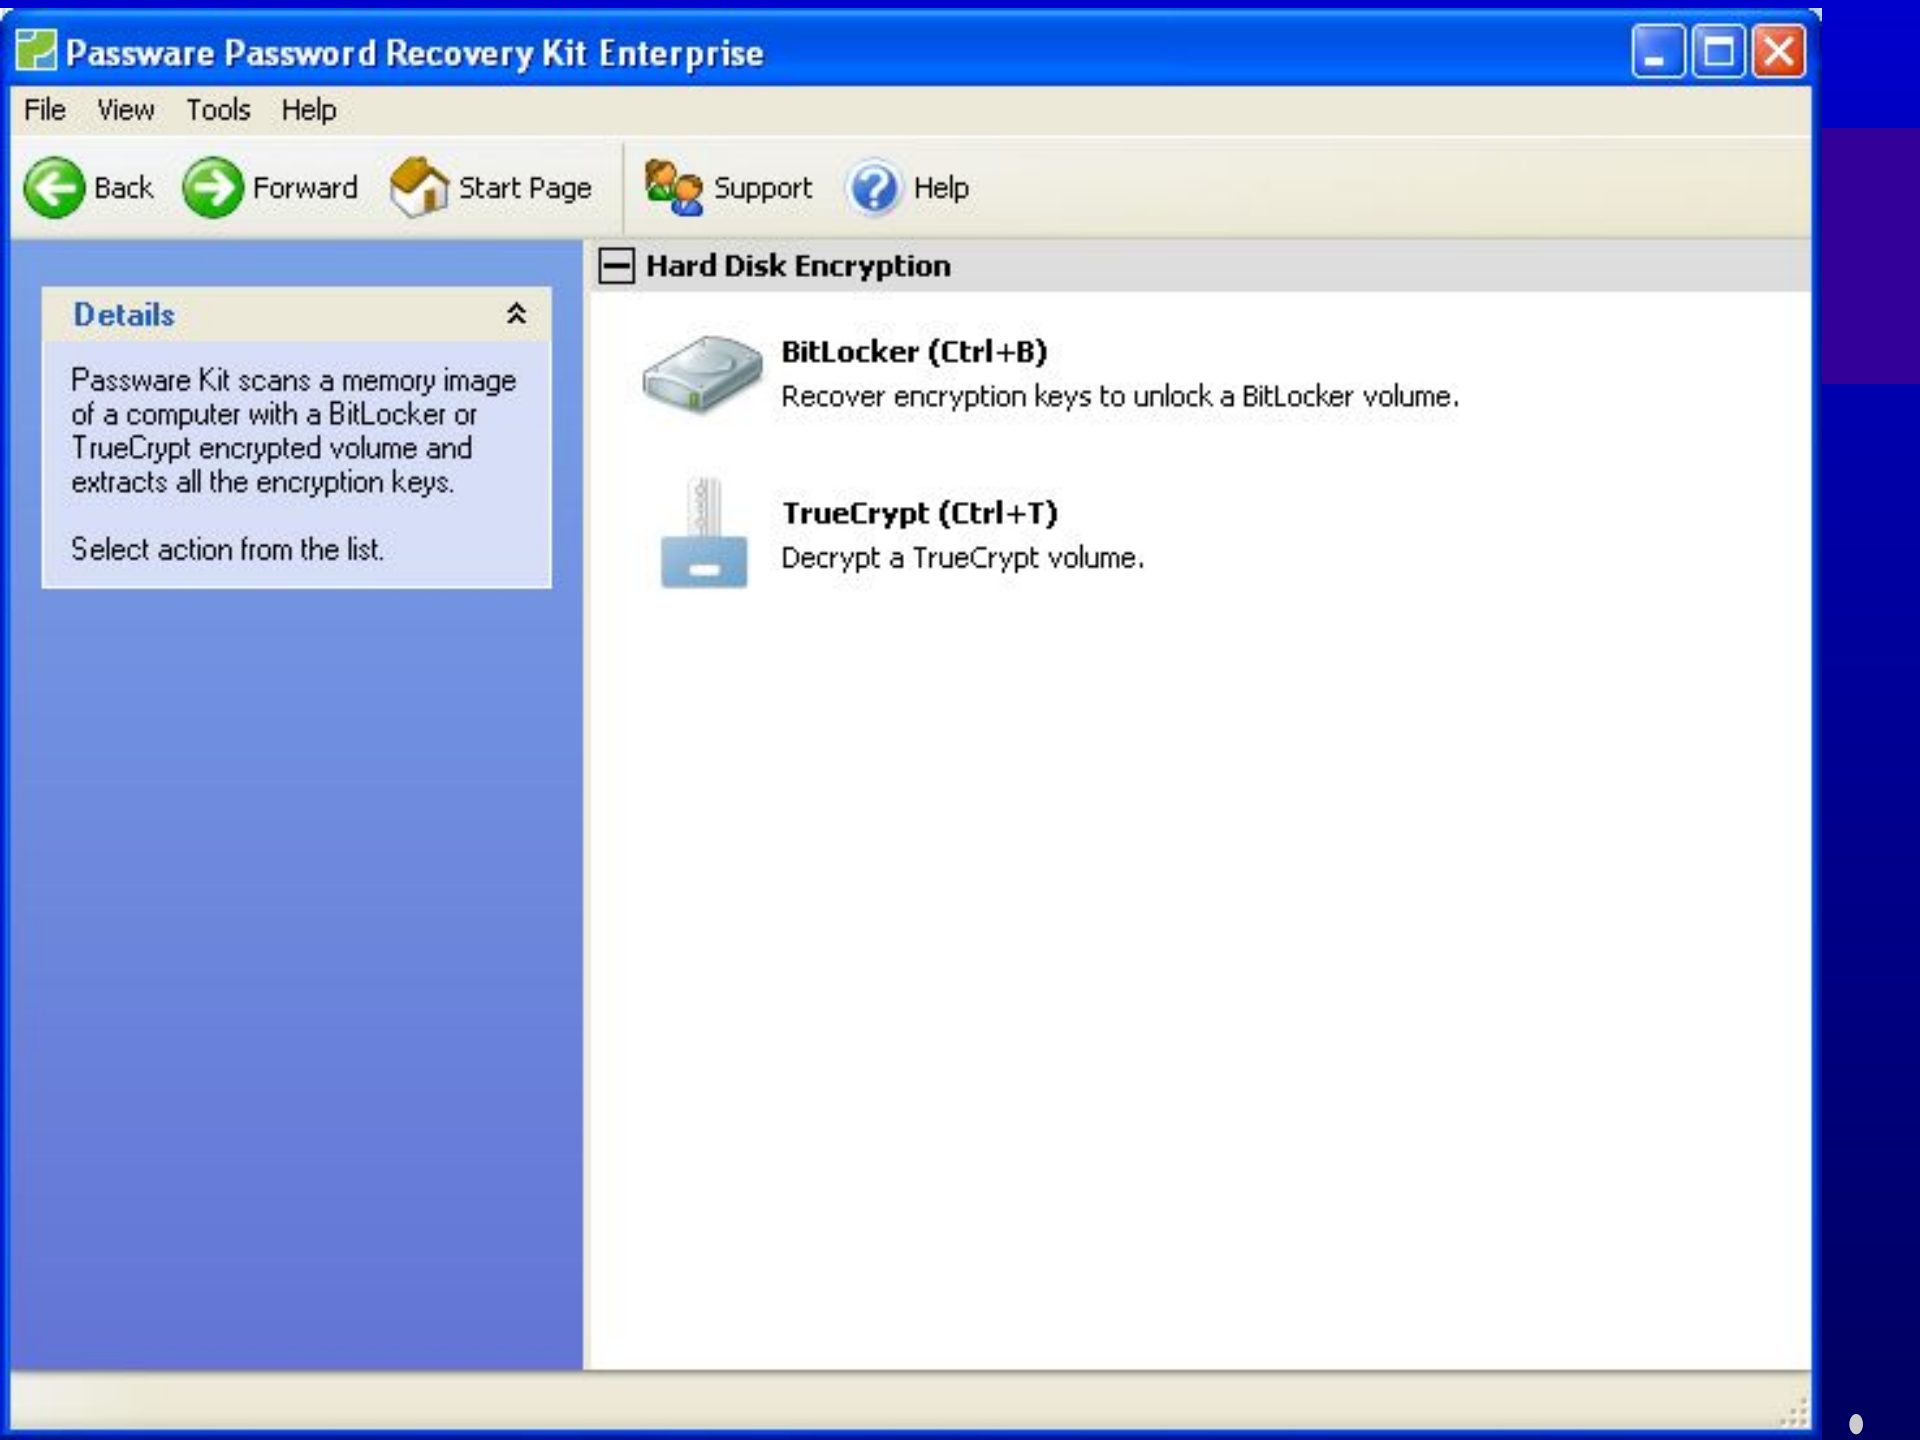 Passware Password Recovery Kit Enterprise
File View Tools Help
Back Forward Start Page Support Help
Details
Passware Kit scans a memory image
of a computer with a BitLocker or
TrueCrypt encrypted volume and
extracts all the encryption keys.
Select action from the list.
Hard Disk Encryption
BitLocker (Ctrl+B)
Recover encryption keys to unlock a BitLocker volume.
TrueCrypt (Ctrl+T)
Decrypt a TrueCrypt volume.